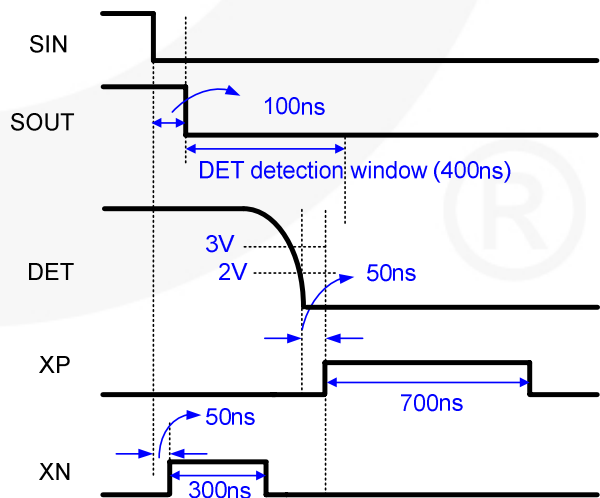 SIN
100ns
SOUT
DET detection window (400ns)
3V
DET
2V
50ns
XP
700ns
50ns
XN
300ns
®